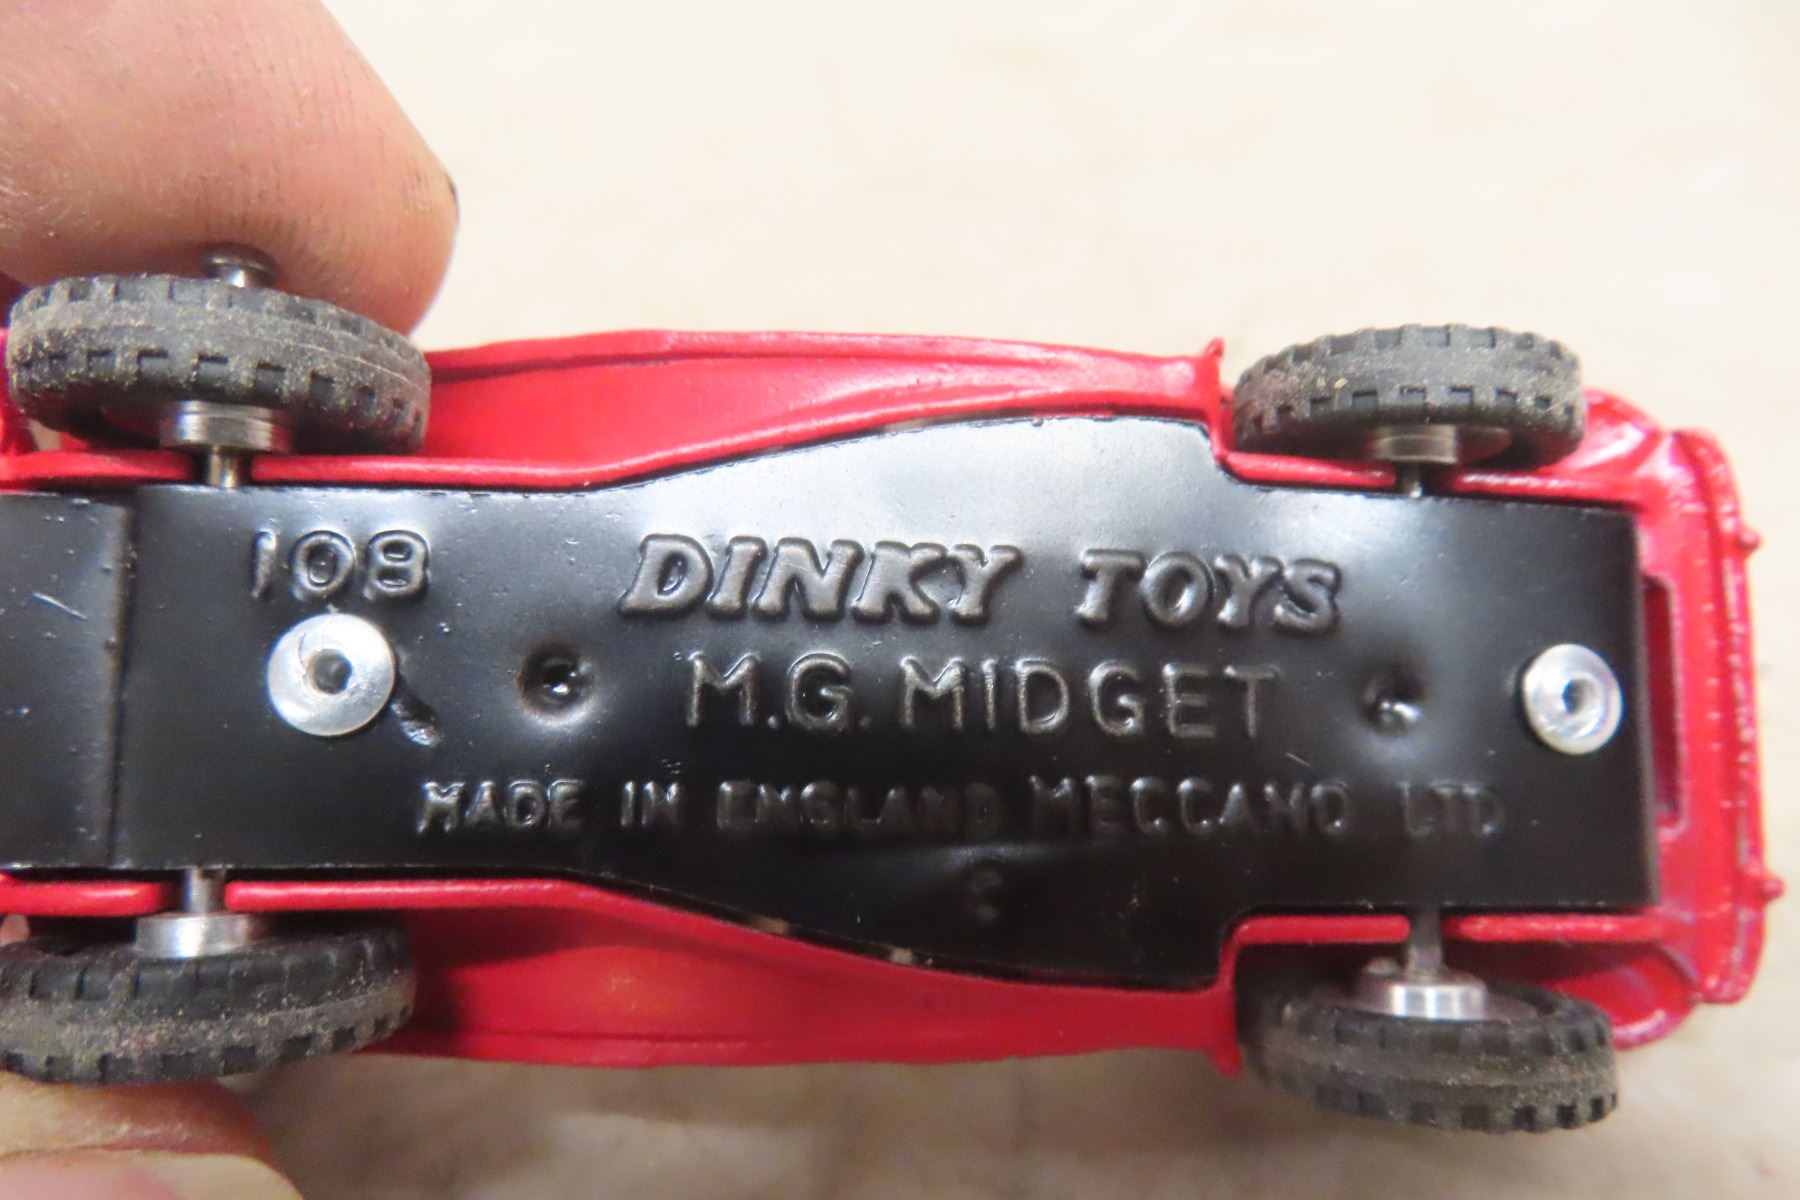 108
DINKY TOYS
M.G. MIDGET
MADE IN ENGLAND MECCANO LTD